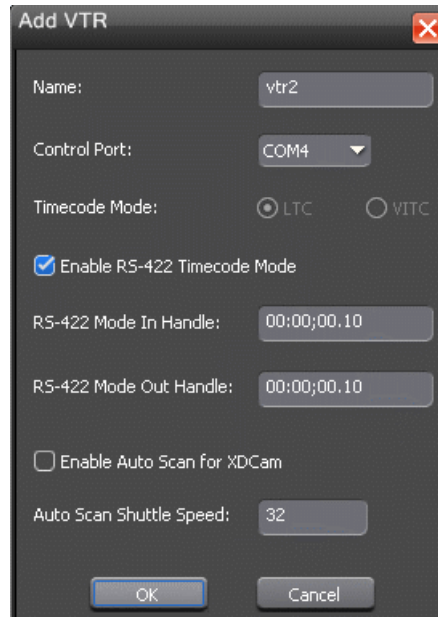 Add VTR
Name: vtr2
Control Port: COM4
Timecode Mode: LTC VITC
Enable RS-422 Timecode Mode
RS-422 Mode In Handle: 00:00;00.10
RS-422 Mode Out Handle: 00:00;00.10
Enable Auto Scan for XDCam
Auto Scan Shuttle Speed: 32
OK Cancel